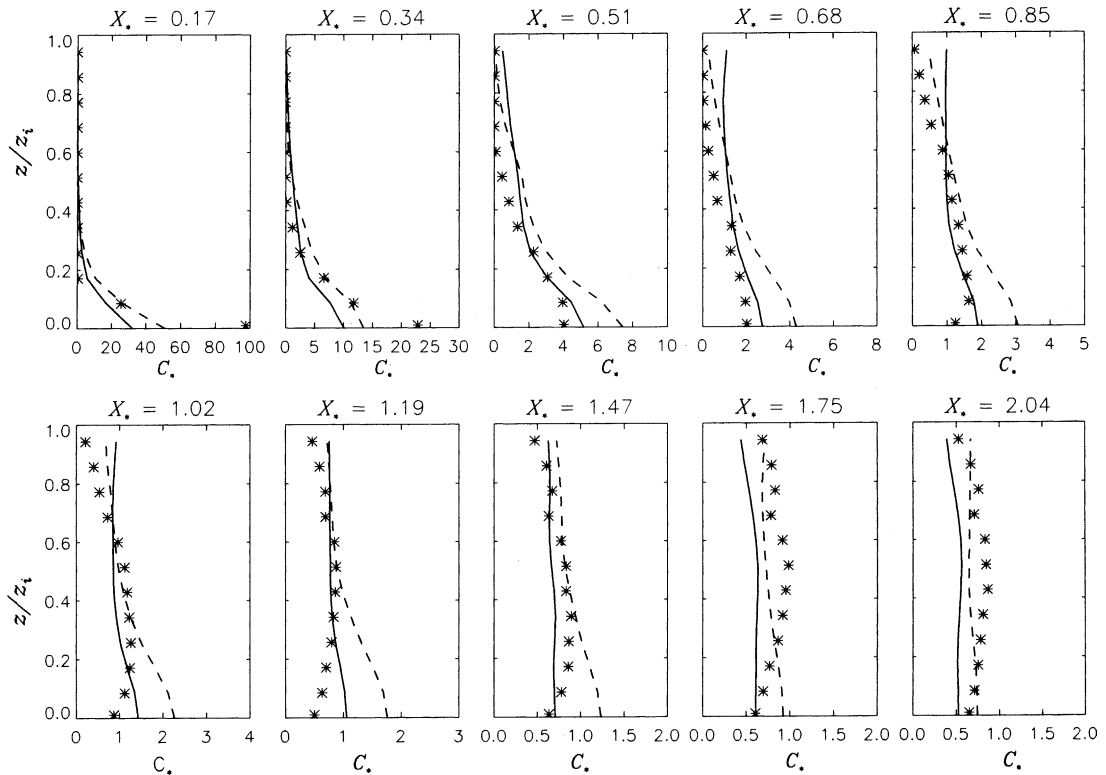 X* = 0.17
X* = 0.34
X* = 0.51
X* = 0.68
X* = 0.85
z/zi
1.0
0.8
0.6
0.4
0.2
0.0
0 20 40 60 80 100
0 5 10 15 20 25 30
0 2 4 6 8 10
0 2 4 6 8
0 1 2 3 4 5
C* C* C* C* C*
X* = 1.02
X* = 1.19
X* = 1.47
X* = 1.75
X* = 2.04
z/zi
1.0
0.8
0.6
0.4
0.2
0.0
0 1 2 3 4
0 1 2 3
0.0 0.5 1.0 1.5 2.0
0.0 0.5 1.0 1.5 2.0
0.0 0.5 1.0 1.5 2.0
C* C* C* C* C*